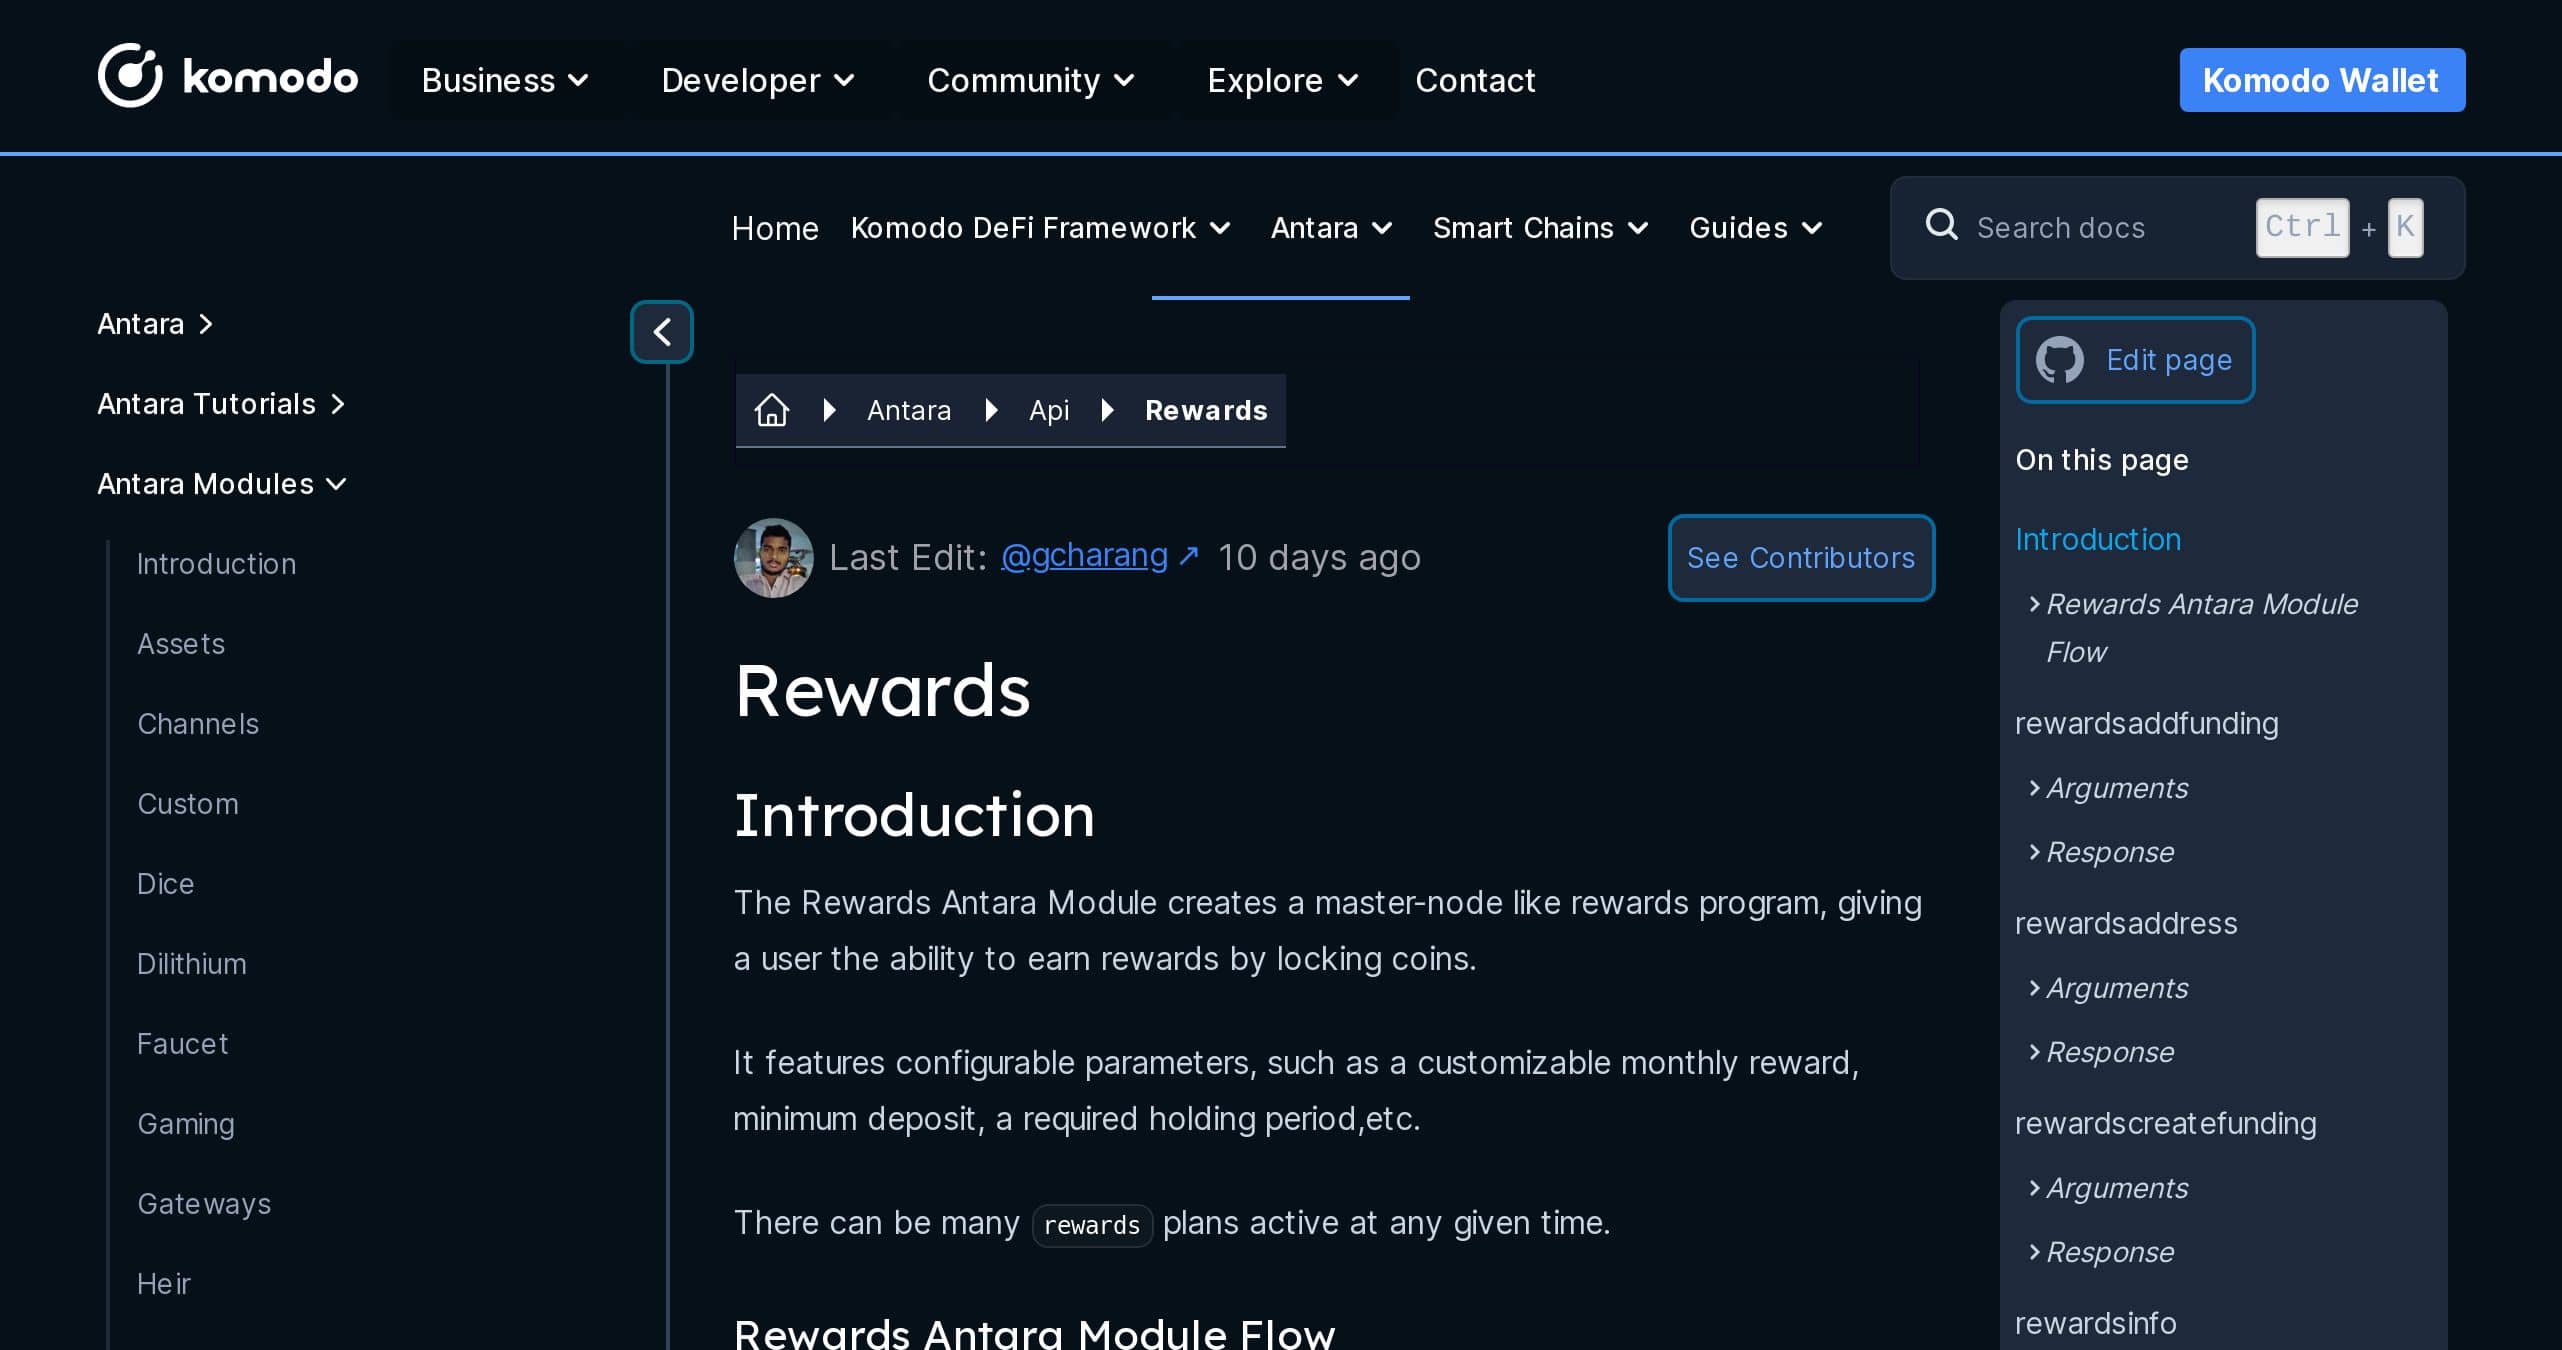 komodo
Business
Developer
Community
Explore
Contact
Komodo Wallet
Home
Komodo DeFi Framework
Antara
Smart Chains
Guides
Search docs
Ctrl + K
Antara
Antara Tutorials
Antara Modules
Introduction
Assets
Channels
Custom
Dice
Dilithium
Faucet
Gaming
Gateways
Heir
Antara
Api
Rewards
Last Edit: @gcharang ↗ 10 days ago
See Contributors
Rewards
Introduction
The Rewards Antara Module creates a master-node like rewards program, giving
a user the ability to earn rewards by locking coins.
It features configurable parameters, such as a customizable monthly reward,
minimum deposit, a required holding period,etc.
There can be many rewards plans active at any given time.
Rewards Antara Module Flow
Edit page
On this page
Introduction
Rewards Antara Module
Flow
rewardsaddfunding
Arguments
Response
rewardsaddress
Arguments
Response
rewardscreatefunding
Arguments
Response
rewardsinfo